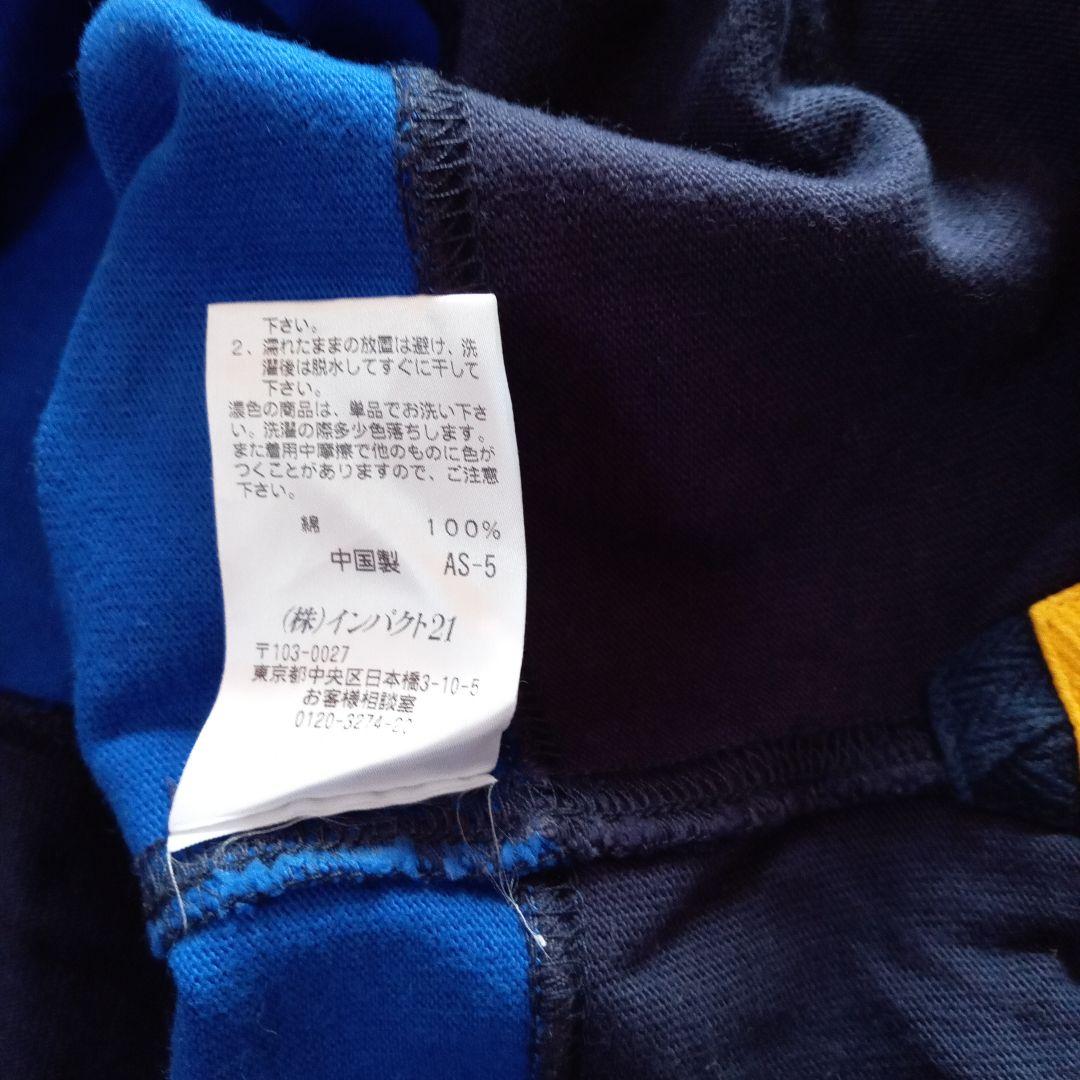 下さい。
2、濡れたままの放置は避け、洗
濯後は脱水してすぐに干して
下さい。
濃色の商品は、単品でお洗い下さ
い。洗濯の際多少色落ちします。
また着用中摩擦で他のものに色が
つくことがありますので、ご注意
下さい。
綿 100%
中国製 AS-5
(株)インパクト21
〒103-0027
東京都中央区日本橋3-10-5
お客様相談室
0120-3274-2